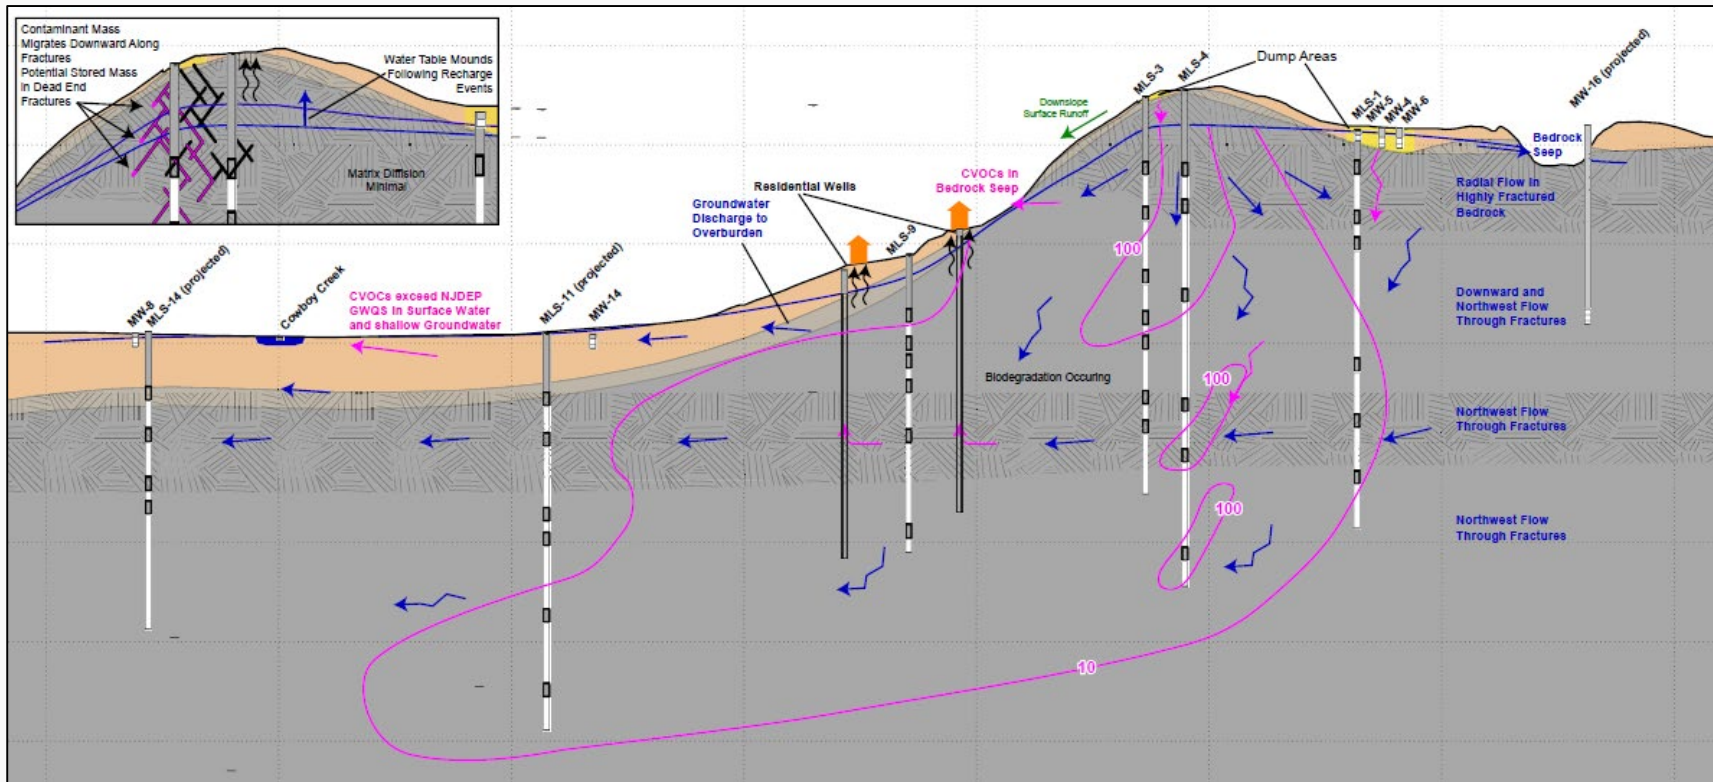 Contaminant Mass
Migrates Downward Along
Fractures
Potential Stored Mass
In Dead End
Fractures
Water Table Mounds
Following Recharge
Events
Matrix Diffision
Minimal
Downslope
Surface Runoff
MLS-3
MLS-4
Dump Areas
MLS-1
MW-5
MW-4
MW-6
MW-16 (projected)
Bedrock
Seep
CVOCs In
Bedrock Seep
Residential Wells
Groundwater
Discharge to
Overburden
MLS-9
Radial Flow in
Highly Fractured
Bedrock
100
MW-8
MLS-14 (projected)
Cowboy Creek
CVOCs exceed NJDEP
GWQS In Surface Water
and shallow Groundwater
MLS-11 (projected)
MW-14
Downward and
Northwest Flow
Through Fractures
Biodegradation Occuring
100
Northwest Flow
Through Fractures
100
Northwest Flow
Through Fractures
10